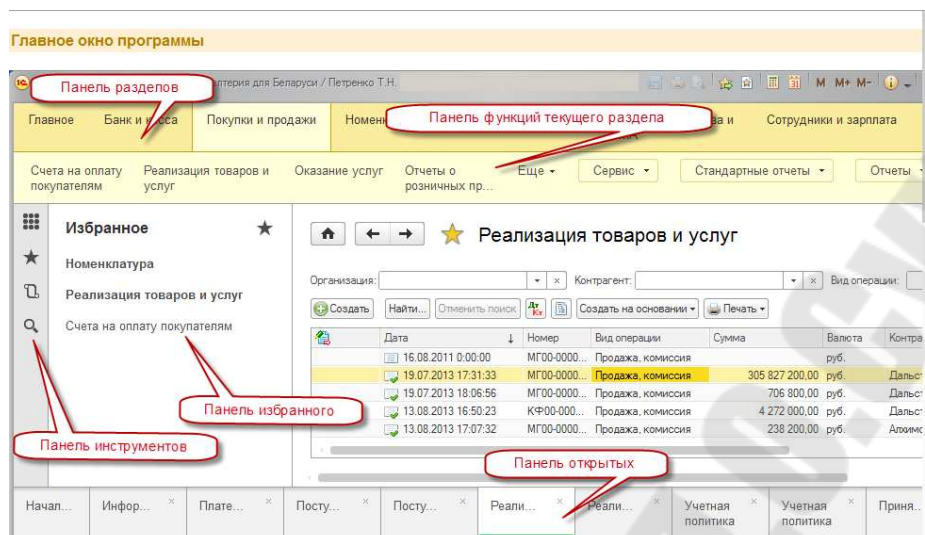 Главное окно программы
Панель разделов
терия для Беларуси / Петренко Т.Н.
M M+ M-
Главное Банк и касса Покупки и продажи Номен Панель функций текущего раздела ва и Сотрудники и зарплата
Счета на оплату покупателям Реализация товаров и услуг Оказание услуг Отчеты о розничных пр... Еще Сервис Стандартные отчеты Отчеты
Избранное
Номенклатура
Реализация товаров и услуг
Счета на оплату покупателям
Панель избранного
Панель инструментов
Реализация товаров и услуг
Организация: Контрагент: Вид операции:
Создать Найти... Отменить поиск Дт Кт Создать на основании Печать
Дата ↓ Номер Вид операции Сумма Валюта Контра
16.08.2011 0:00:00 МГ00-0000... Продажа, комиссия руб.
19.07.2013 17:31:33 МГ00-0000... Продажа, комиссия 305 827 200,00 руб. Дальст
19.07.2013 18:06:56 МГ00-0000... Продажа, комиссия 706 800,00 руб. Дальст
13.08.2013 16:50:23 КФ00-000... Продажа, комиссия 4 272 000,00 руб. Дальст
13.08.2013 17:07:32 МГ00-0000... Продажа, комиссия 238 200,00 руб. Алхимо
Панель открытых
Начал... Инфор... Плате... Посту... Посту... Реали... Реали... Учетная политика Учетная политика Приня...